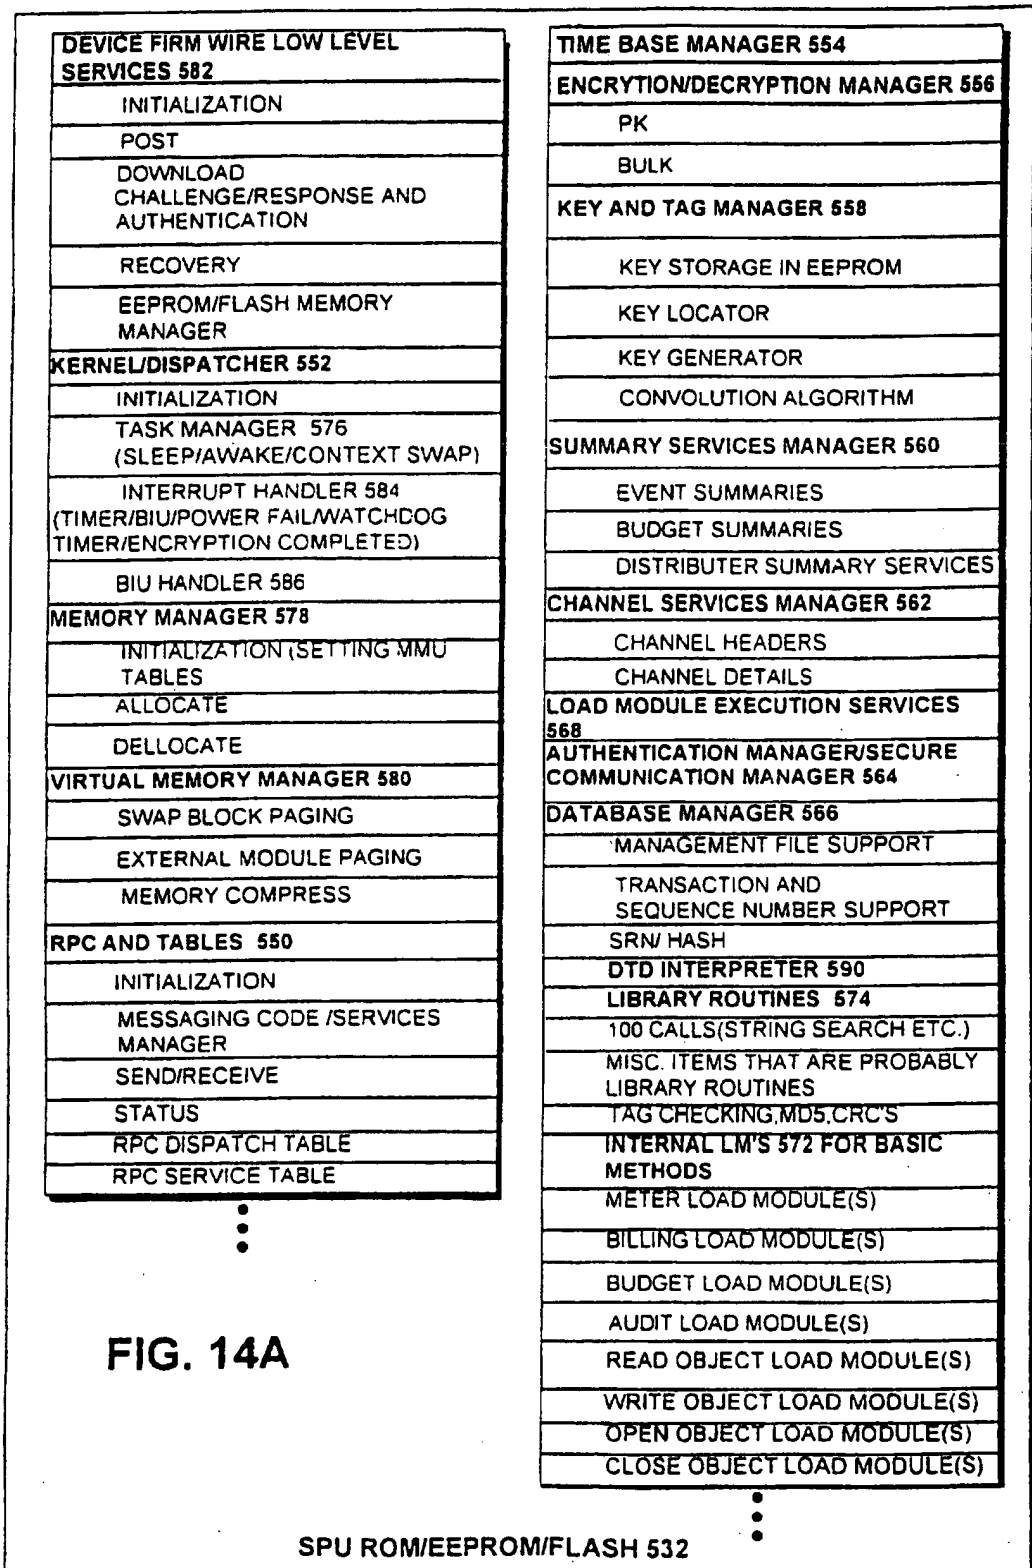 DEVICE FIRM WIRE LOW LEVEL
SERVICES 582
INITIALIZATION
POST
DOWNLOAD
CHALLENGE/RESPONSE AND
AUTHENTICATION
RECOVERY
EEPROM/FLASH MEMORY
MANAGER
KERNEL/DISPATCHER 552
INITIALIZATION
TASK MANAGER 576
(SLEEP/AWAKE/CONTEXT SWAP)
INTERRUPT HANDLER 584
(TIMER/BIU/POWER FAIL/WATCHDOG
TIMER/ENCRYPTION COMPLETED)
BIU HANDLER 586
MEMORY MANAGER 578
INITIALIZATION (SETTING MMU
TABLES
ALLOCATE
DELLOCATE
VIRTUAL MEMORY MANAGER 580
SWAP BLOCK PAGING
EXTERNAL MODULE PAGING
MEMORY COMPRESS
RPC AND TABLES 550
INITIALIZATION
MESSAGING CODE /SERVICES
MANAGER
SEND/RECEIVE
STATUS
RPC DISPATCH TABLE
RPC SERVICE TABLE
TIME BASE MANAGER 554
ENCRYTION/DECRYPTION MANAGER 556
PK
BULK
KEY AND TAG MANAGER 558
KEY STORAGE IN EEPROM
KEY LOCATOR
KEY GENERATOR
CONVOLUTION ALGORITHM
SUMMARY SERVICES MANAGER 560
EVENT SUMMARIES
BUDGET SUMMARIES
DISTRIBUTER SUMMARY SERVICES
CHANNEL SERVICES MANAGER 562
CHANNEL HEADERS
CHANNEL DETAILS
LOAD MODULE EXECUTION SERVICES
568
AUTHENTICATION MANAGER/SECURE
COMMUNICATION MANAGER 564
DATABASE MANAGER 566
MANAGEMENT FILE SUPPORT
TRANSACTION AND
SEQUENCE NUMBER SUPPORT
SRN/ HASH
DTD INTERPRETER 590
LIBRARY ROUTINES 574
100 CALLS(STRING SEARCH ETC.)
MISC. ITEMS THAT ARE PROBABLY
LIBRARY ROUTINES
TAG CHECKING,MD5,CRC'S
INTERNAL LM'S 572 FOR BASIC
METHODS
METER LOAD MODULE(S)
BILLING LOAD MODULE(S)
BUDGET LOAD MODULE(S)
AUDIT LOAD MODULE(S)
READ OBJECT LOAD MODULE(S)
WRITE OBJECT LOAD MODULE(S)
OPEN OBJECT LOAD MODULE(S)
CLOSE OBJECT LOAD MODULE(S)
FIG. 14A
SPU ROM/EEPROM/FLASH 532